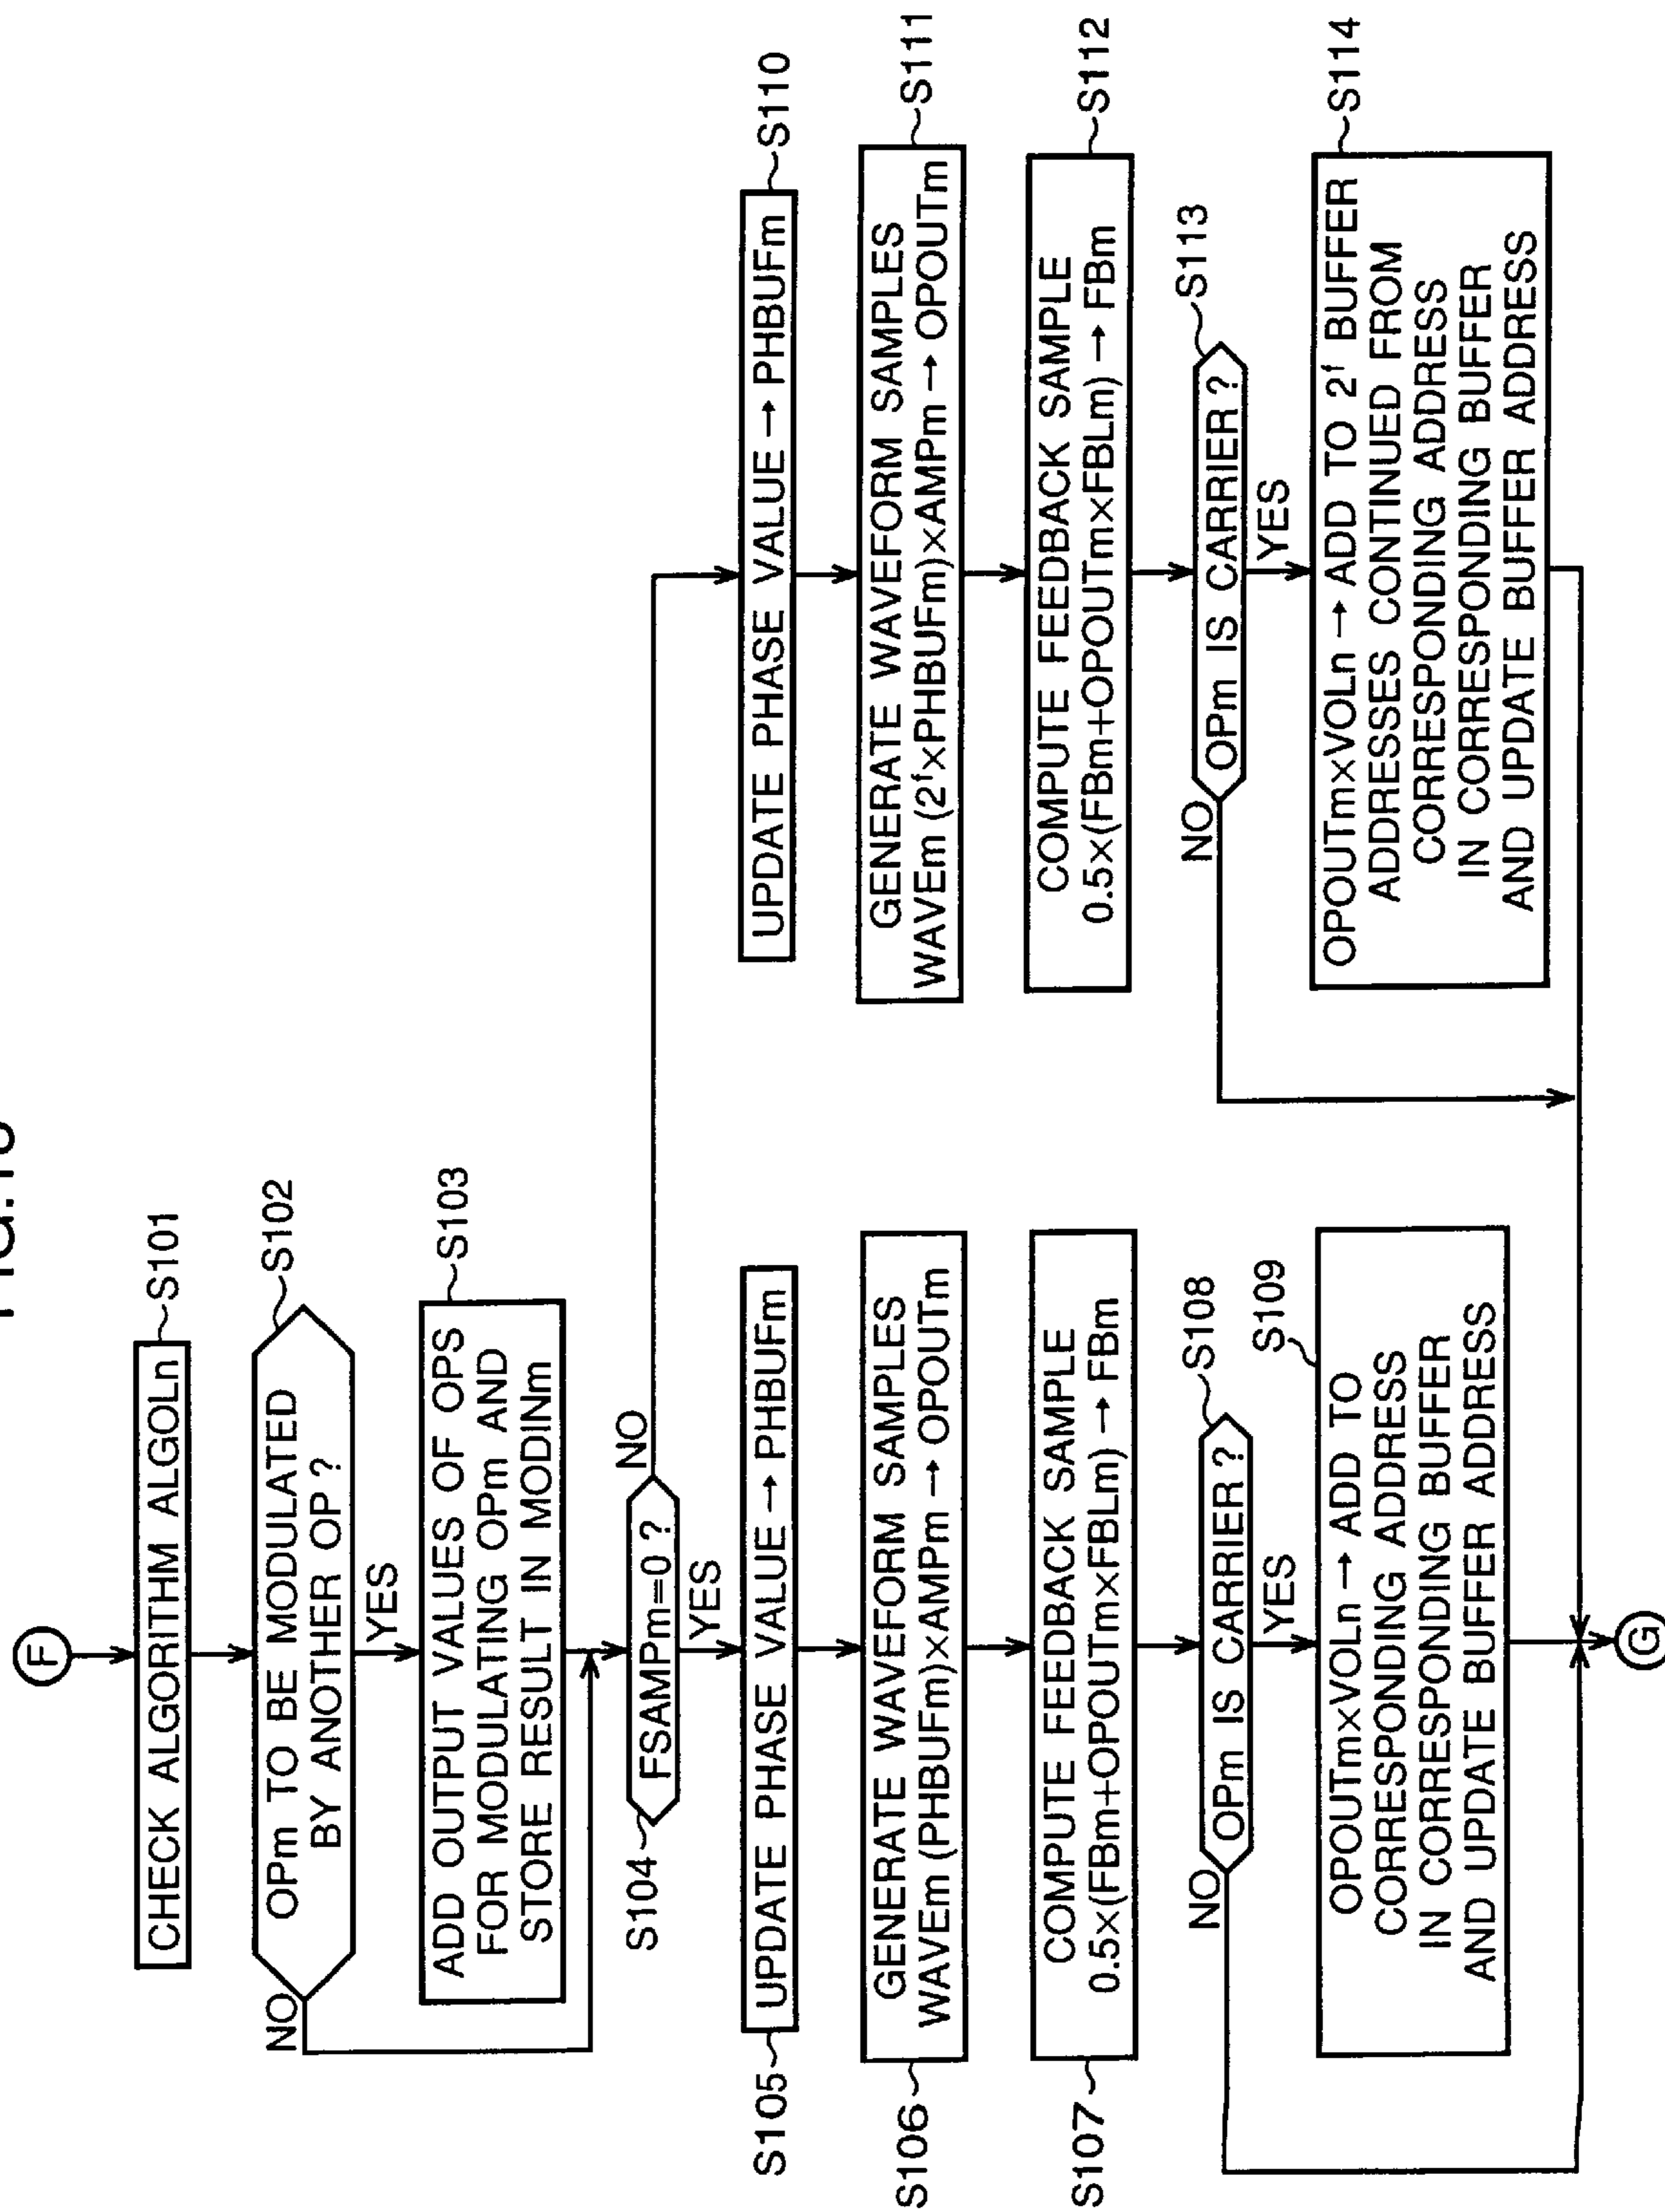 F
CHECK ALGORITHM ALGOLn
S101
OPm TO BE MODULATED
BY ANOTHER OP ?
S102
NO
YES
ADD OUTPUT VALUES OF OPS
FOR MODULATING OPm AND
STORE RESULT IN MODINm
S103
FSAMPm=0 ?
S104
NO
YES
UPDATE PHASE VALUE → PHBUFm
S105
GENERATE WAVEFORM SAMPLES
WAVEm (PHBUFm)×AMPm → OPOUTm
S106
COMPUTE FEEDBACK SAMPLE
0.5×(FBm+OPOUTm×FBLm) → FBm
S107
OPm IS CARRIER ?
S108
NO
YES
OPOUTm×VOLn → ADD TO
CORRESPONDING ADDRESS
IN CORRESPONDING BUFFER
AND UPDATE BUFFER ADDRESS
S109
UPDATE PHASE VALUE → PHBUFm
S110
GENERATE WAVEFORM SAMPLES
WAVEm (2^f×PHBUFm)×AMPm → OPOUTm
S111
COMPUTE FEEDBACK SAMPLE
0.5×(FBm+OPOUTm×FBLm) → FBm
S112
OPm IS CARRIER ?
S113
NO
YES
OPOUTm×VOLn → ADD TO 2^f BUFFER
ADDRESSES CONTINUED FROM
CORRESPONDING ADDRESS
IN CORRESPONDING BUFFER
AND UPDATE BUFFER ADDRESS
S114
G